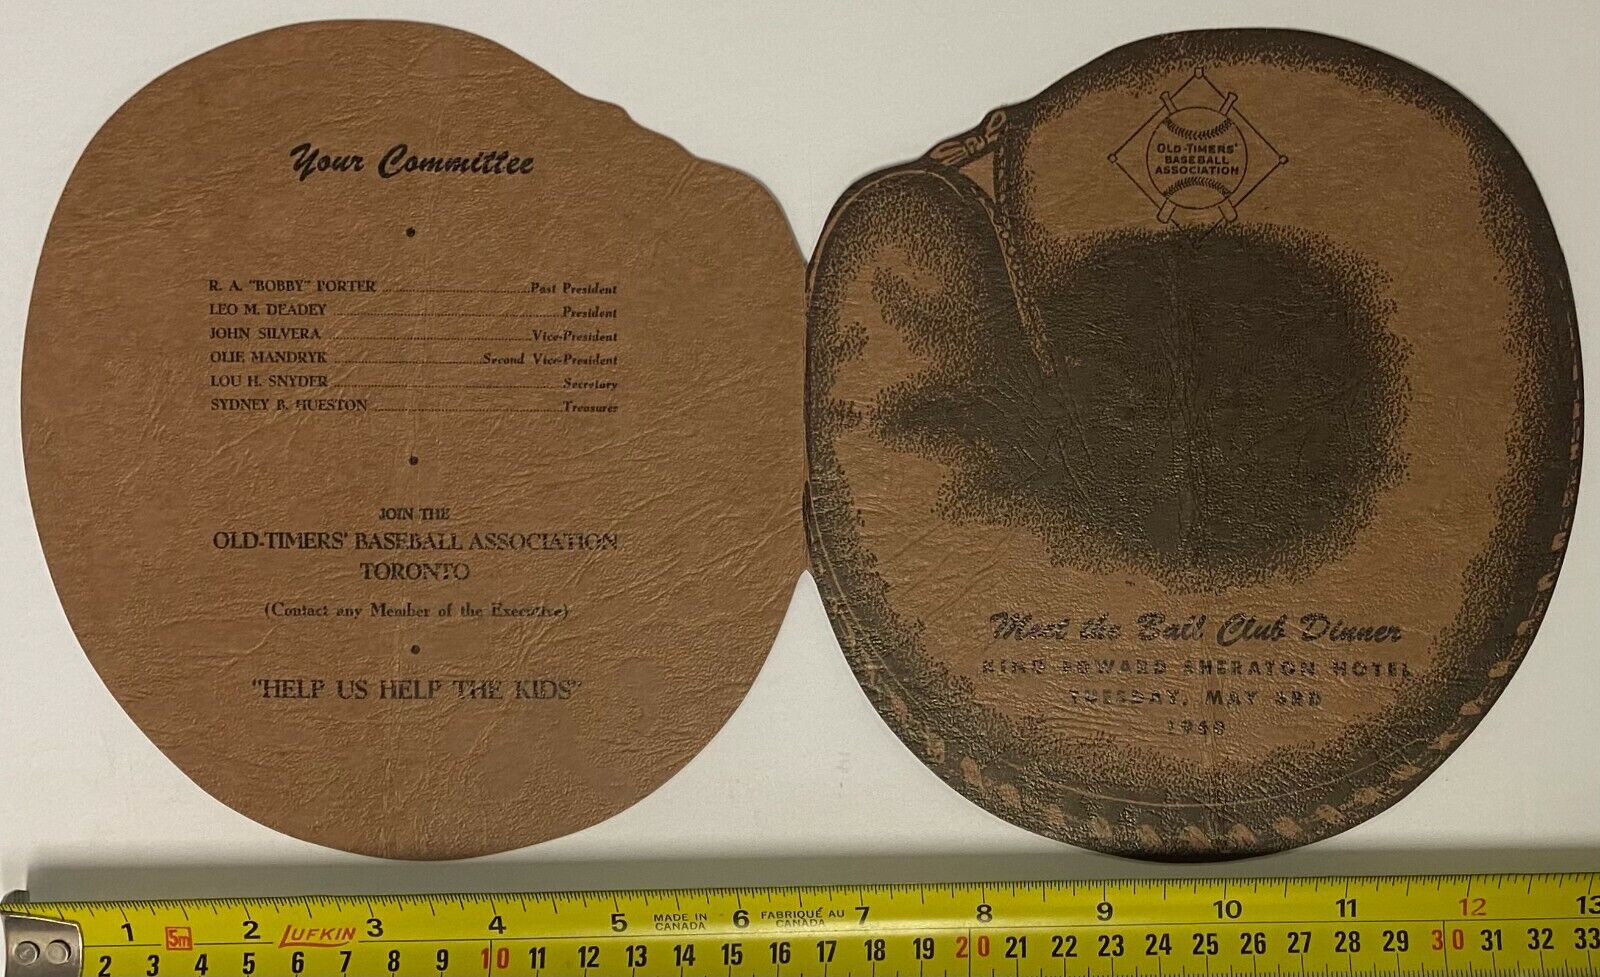 Your Committee
R. A. "BOBBY" PORTER Past President
LEO M. DEADEY President
JOHN SILVERA Vice-President
OLIE MANDRYK Second Vice-President
LOU H. SNYDER Secretary
SYDNEY B. HUESTON Treasurer
JOIN THE
OLD-TIMERS' BASEBALL ASSOCIATION
TORONTO
(Contact any Member of the Executive)
"HELP US HELP THE KIDS"
OLD-TIMERS'
BASEBALL
ASSOCIATION
Meet the Ball Club Dinner
KING EDWARD SHERATON HOTEL
TUESDAY, MAY 3RD
1 5m 2 LUFKIN 3 4 5 MADE IN CANADA 6 FABRIQUÉ AU CANADA 7 8 9 10 11 12 13
2 3 4 5 6 7 8 9 10 11 12 13 14 15 16 17 18 19 20 21 22 23 24 25 26 27 28 29 30 31 32 33